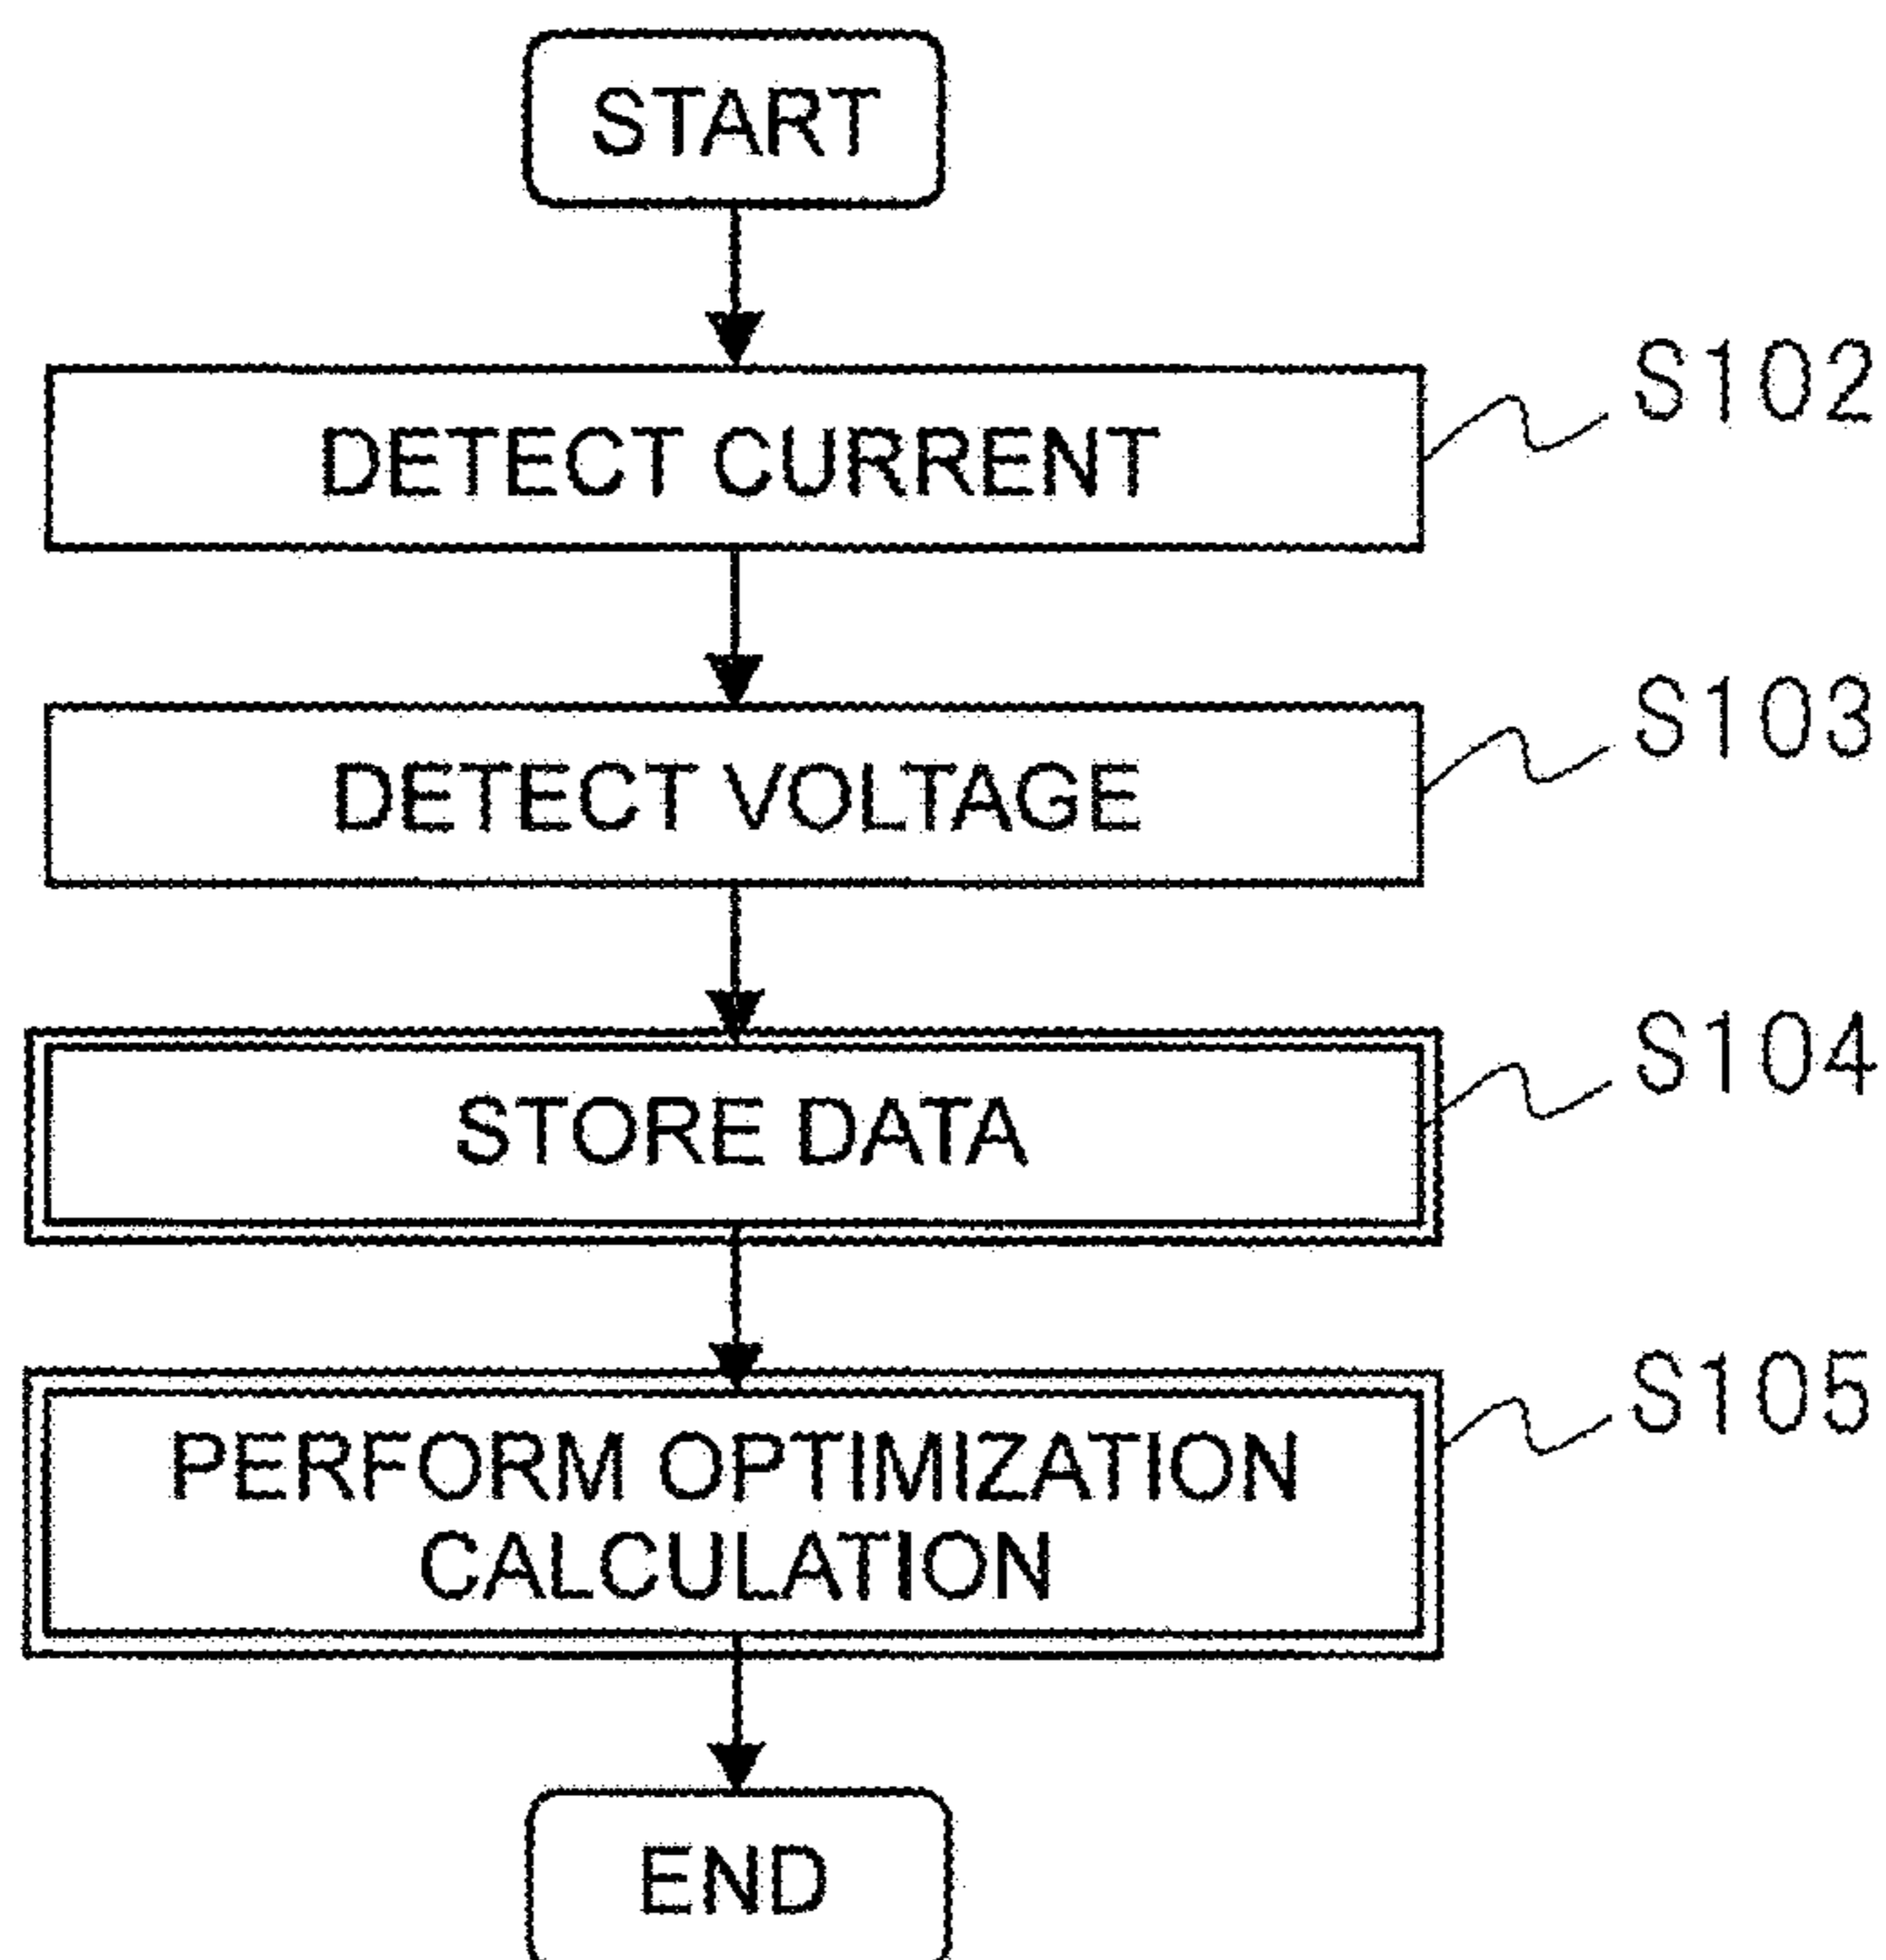 START
DETECT CURRENT
S102
DETECT VOLTAGE
S103
STORE DATA
S104
PERFORM OPTIMIZATION
CALCULATION
S105
END